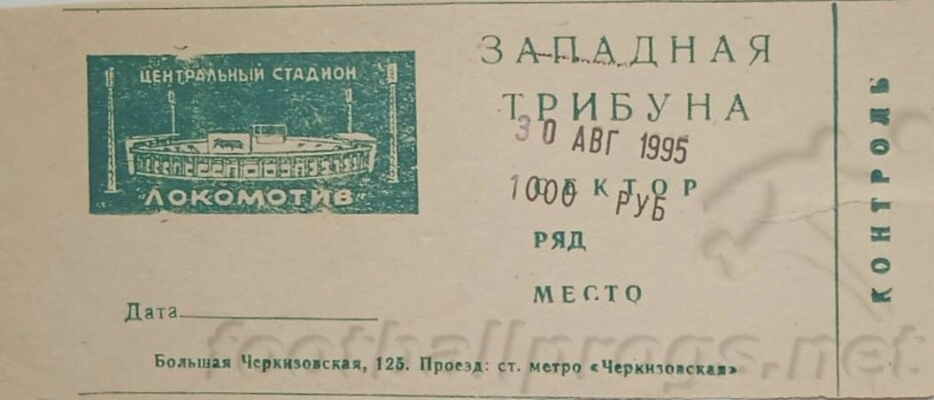 ЦЕНТРАЛЬНЫЙ СТАДИОН
"ЛОКОМОТИВ"
ЗАПАДНАЯ
ТРИБУНА
30 АВГ 1995
СЕКТОР
1000 РУБ
РЯД
МЕСТО
Дата
Большая Черкизовская, 125. Проезд: ст. метро «Черкизовская»
КОНТРОЛЬ
footballprogs.net